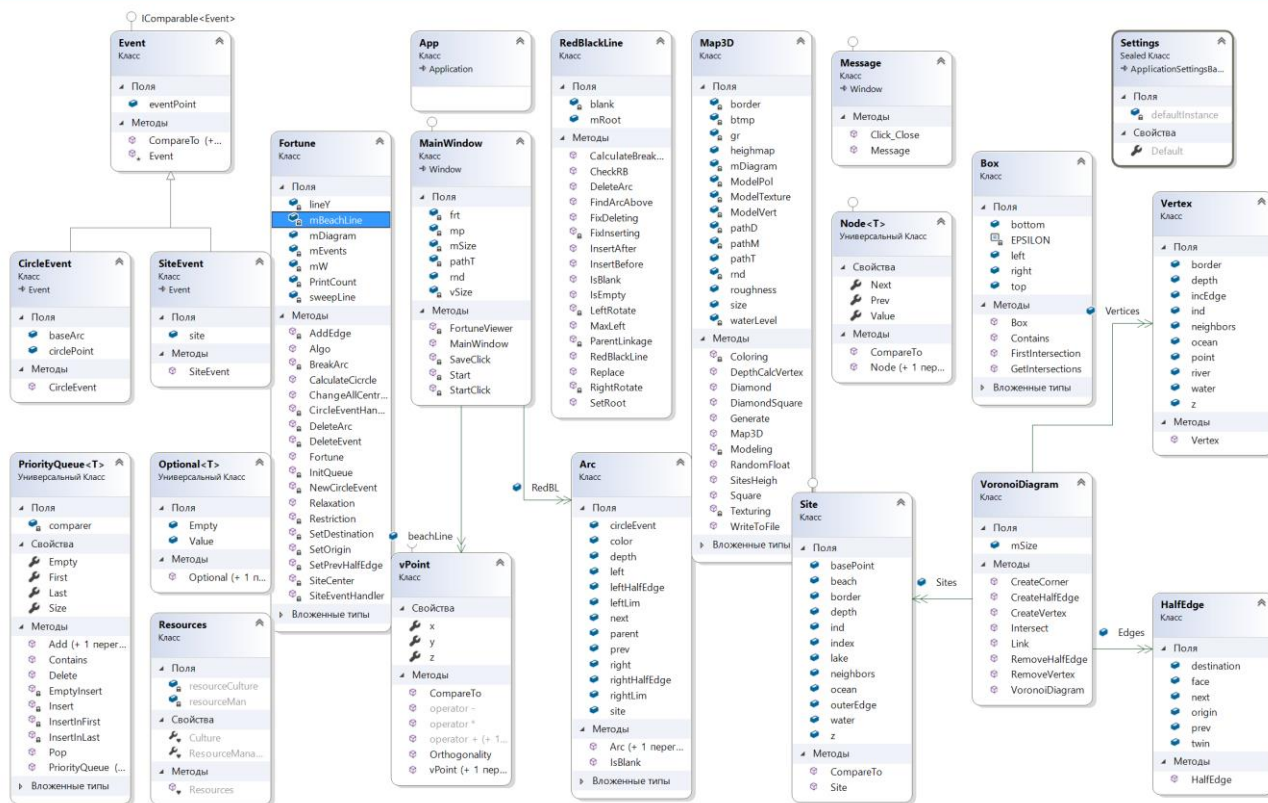 IComparable<Event>
Event
Класс
Поля
eventPoint
Методы
CompareTo (+...
Event
CircleEvent
Класс
Event
Поля
baseArc
circlePoint
Методы
CircleEvent
SiteEvent
Класс
Event
Поля
site
Методы
SiteEvent
PriorityQueue<T>
Универсальный Класс
Поля
comparer
Свойства
Empty
First
Last
Size
Методы
Add (+ 1 перег...
Contains
Delete
EmptyInsert
Insert
InsertInFirst
InsertInLast
Pop
PriorityQueue (...
Вложенные типы
Optional<T>
Универсальный Класс
Поля
Empty
Value
Методы
Optional (+ 1 п...
Resources
Класс
Поля
resourceCulture
resourceMan
Свойства
Culture
ResourceMana...
Методы
Resources
Fortune
Класс
Поля
lineY
mBeachLine
mDiagram
mEvents
mW
PrintCount
sweepLine
Методы
AddEdge
Algo
BreakArc
CalculateCicrcle
ChangeAllCentr...
CircleEventHan...
DeleteArc
DeleteEvent
Fortune
InitQueue
NewCircleEvent
Relaxation
Restriction
SetDestination
SetOrigin
SetPrevHalfEdge
SiteCenter
SiteEventHandler
Вложенные типы
App
Класс
Application
MainWindow
Класс
Window
Поля
frt
mp
mSize
pathT
rnd
vSize
Методы
FortuneViewer
MainWindow
SaveClick
Start
StartClick
beachLine
vPoint
Класс
Свойства
x
y
z
Методы
CompareTo
operator -
operator *
operator + (+ 1...
Orthogonality
vPoint (+ 1 пер...
RedBlackLine
Класс
Поля
blank
mRoot
Методы
CalculateBreak...
CheckRB
DeleteArc
FindArcAbove
FixDeleting
FixInserting
InsertAfter
InsertBefore
IsBlank
IsEmpty
LeftRotate
MaxLeft
ParentLinkage
RedBlackLine
Replace
RightRotate
SetRoot
RedBL
Arc
Класс
Поля
circleEvent
color
depth
left
leftHalfEdge
leftLim
next
parent
prev
right
rightHalfEdge
rightLim
site
Методы
Arc (+ 1 перег...
IsBlank
Map3D
Класс
Поля
border
btmp
gr
heighmap
mDiagram
ModelPol
ModelTexture
ModelVert
pathD
pathM
pathT
rnd
roughness
size
waterLevel
Методы
Coloring
DepthCalcVertex
Diamond
DiamondSquare
Generate
Map3D
Modeling
RandomFloat
SitesHeigh
Square
Texturing
WriteToFile
Вложенные типы
Message
Класс
Window
Методы
Click_Close
Message
Node<T>
Универсальный Класс
Свойства
Next
Prev
Value
Методы
CompareTo
Node (+ 1 пер...
Site
Класс
Поля
basePoint
beach
border
depth
ind
index
lake
neighbors
ocean
outerEdge
water
z
Методы
CompareTo
Site
Sites
Box
Класс
Поля
bottom
EPSILON
left
right
top
Методы
Box
Contains
FirstIntersection
GetIntersections
Вложенные типы
Vertices
VoronoiDiagram
Класс
Поля
mSize
Методы
CreateCorner
CreateHalfEdge
CreateVertex
Intersect
Link
RemoveHalfEdge
RemoveVertex
VoronoiDiagram
Edges
Settings
Sealed Класс
ApplicationSettingsBa...
Поля
defaultInstance
Свойства
Default
Vertex
Класс
Поля
border
depth
incEdge
ind
neighbors
ocean
point
river
water
z
Методы
Vertex
HalfEdge
Класс
Поля
destination
face
next
origin
prev
twin
Методы
HalfEdge